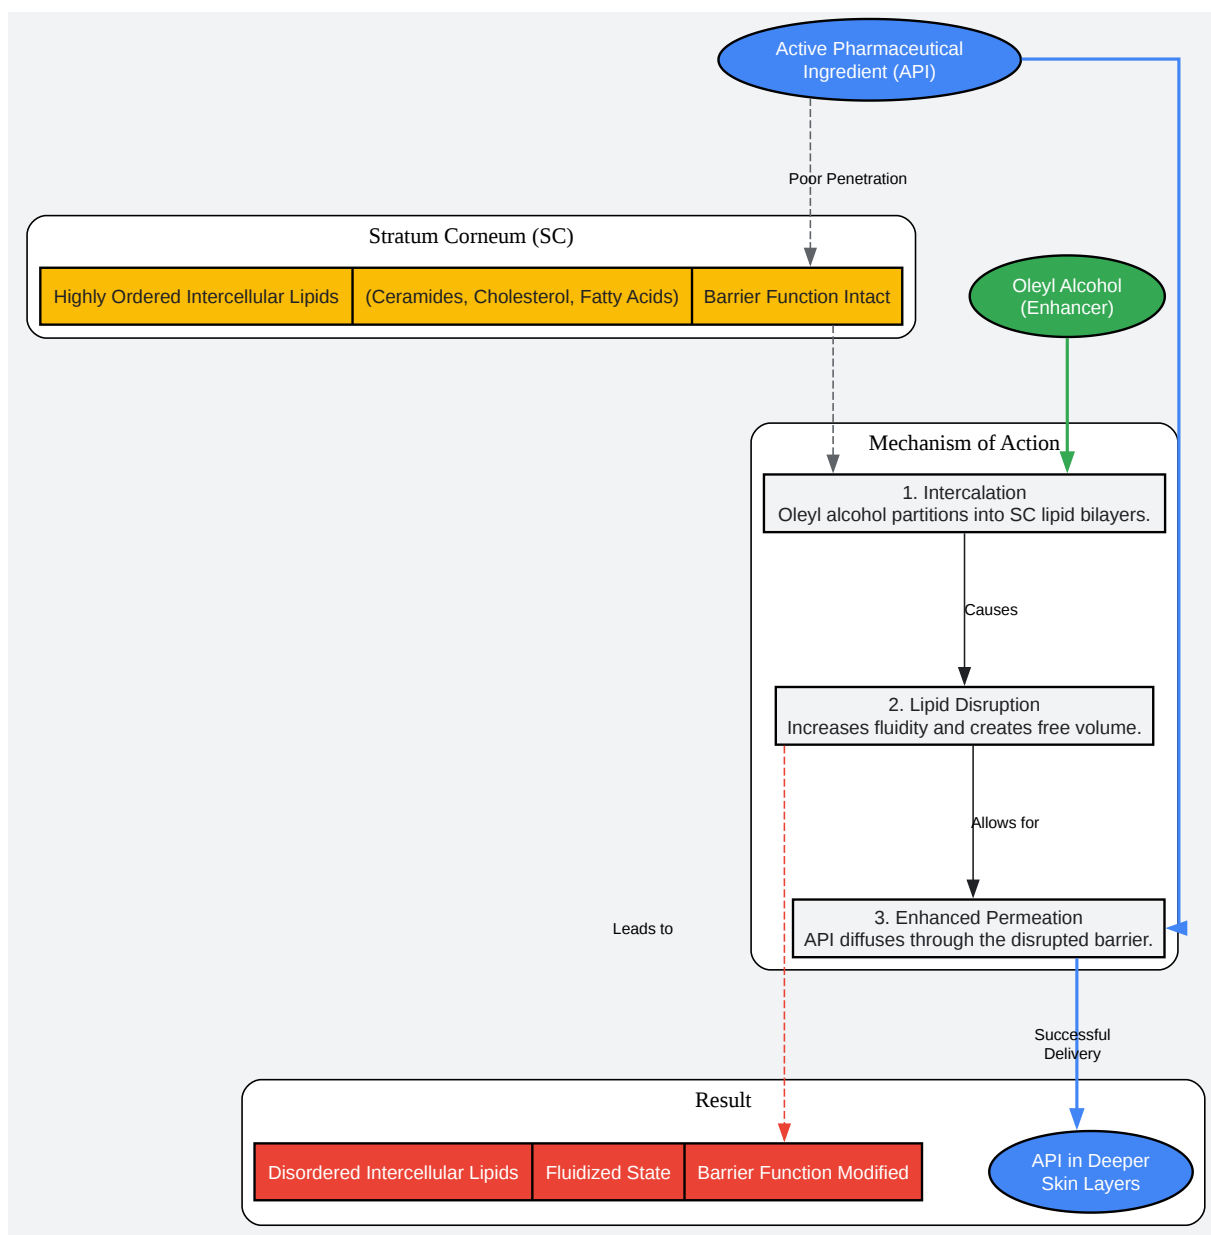 Active Pharmaceutical
Ingredient (API)
Poor Penetration
Stratum Corneum (SC)
Highly Ordered Intercellular Lipids
(Ceramides, Cholesterol, Fatty Acids)
Barrier Function Intact
Oleyl Alcohol
(Enhancer)
Mechanism of Action
1. Intercalation
Oleyl alcohol partitions into SC lipid bilayers.
Causes
2. Lipid Disruption
Increases fluidity and creates free volume.
Allows for
3. Enhanced Permeation
API diffuses through the disrupted barrier.
Leads to
Successful
Delivery
Result
Disordered Intercellular Lipids
Fluidized State
Barrier Function Modified
API in Deeper
Skin Layers